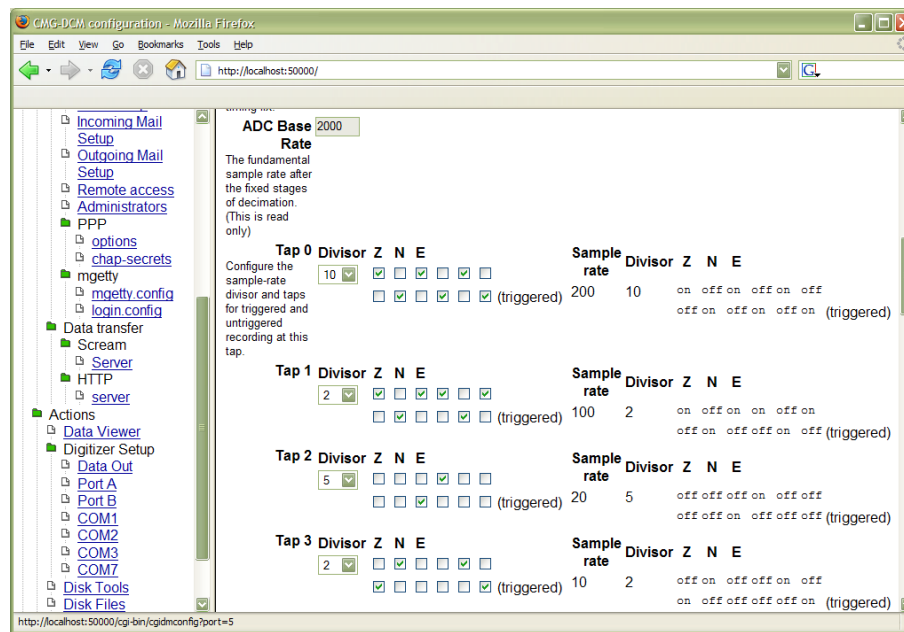 CMG-DCM configuration - Mozilla Firefox
File Edit View Go Bookmarks Tools Help
http://localhost:50000/
G
Incoming Mail
Setup
Outgoing Mail
Setup
Remote access
Administrators
PPP
options
chap-secrets
mgetty
mgetty.config
login.config
Data transfer
Scream
Server
HTTP
server
Actions
Data Viewer
Digitizer Setup
Data Out
Port A
Port B
COM1
COM2
COM3
COM7
Disk Tools
Disk Files
timing fix.
ADC Base 2000
Rate
The fundamental
sample rate after
the fixed stages
of decimation.
(This is read
only)
Tap 0 Divisor Z N E
Configure the
sample-rate
divisor and taps
for triggered and
untriggered
recording at this
tap.
10
(triggered)
Sample
rate Divisor Z N E
200 10 on off on off on off
off on off on off on (triggered)
Tap 1 Divisor Z N E
2
(triggered)
Sample
rate Divisor Z N E
100 2 on off on on off on
off on off off on off (triggered)
Tap 2 Divisor Z N E
5
(triggered)
Sample
rate Divisor Z N E
20 5 off off off on off off
off off on off off off (triggered)
Tap 3 Divisor Z N E
2
(triggered)
Sample
rate Divisor Z N E
10 2 off on off off on off
on off off off off on (triggered)
http://localhost:50000/cgi-bin/cgidmconfig?port=5